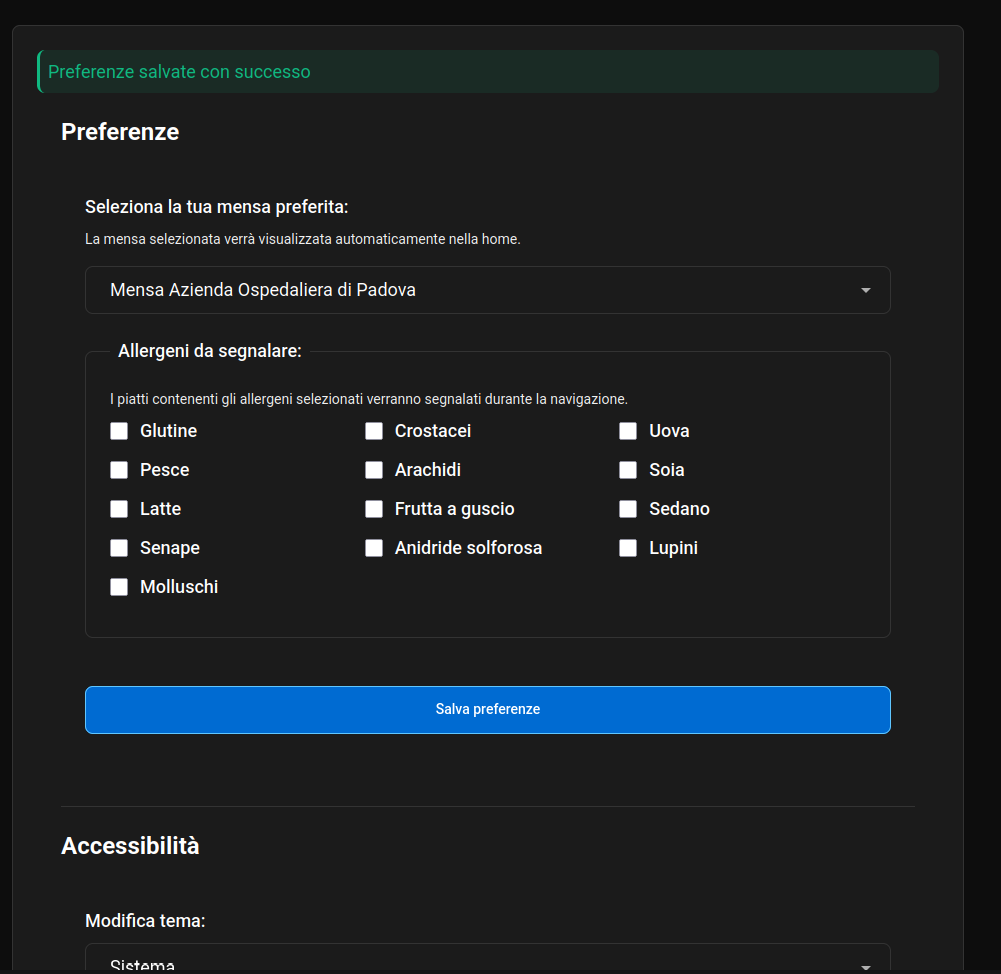 Preferenze salvate con successo
Preferenze
Seleziona la tua mensa preferita:
La mensa selezionata verrà visualizzata automaticamente nella home.
Mensa Azienda Ospedaliera di Padova
Allergeni da segnalare:
I piatti contenenti gli allergeni selezionati verranno segnalati durante la navigazione.
Glutine Crostacei Uova
Pesce Arachidi Soia
Latte Frutta a guscio Sedano
Senape Anidride solforosa Lupini
Molluschi
Salva preferenze
Accessibilità
Modifica tema:
Sistema